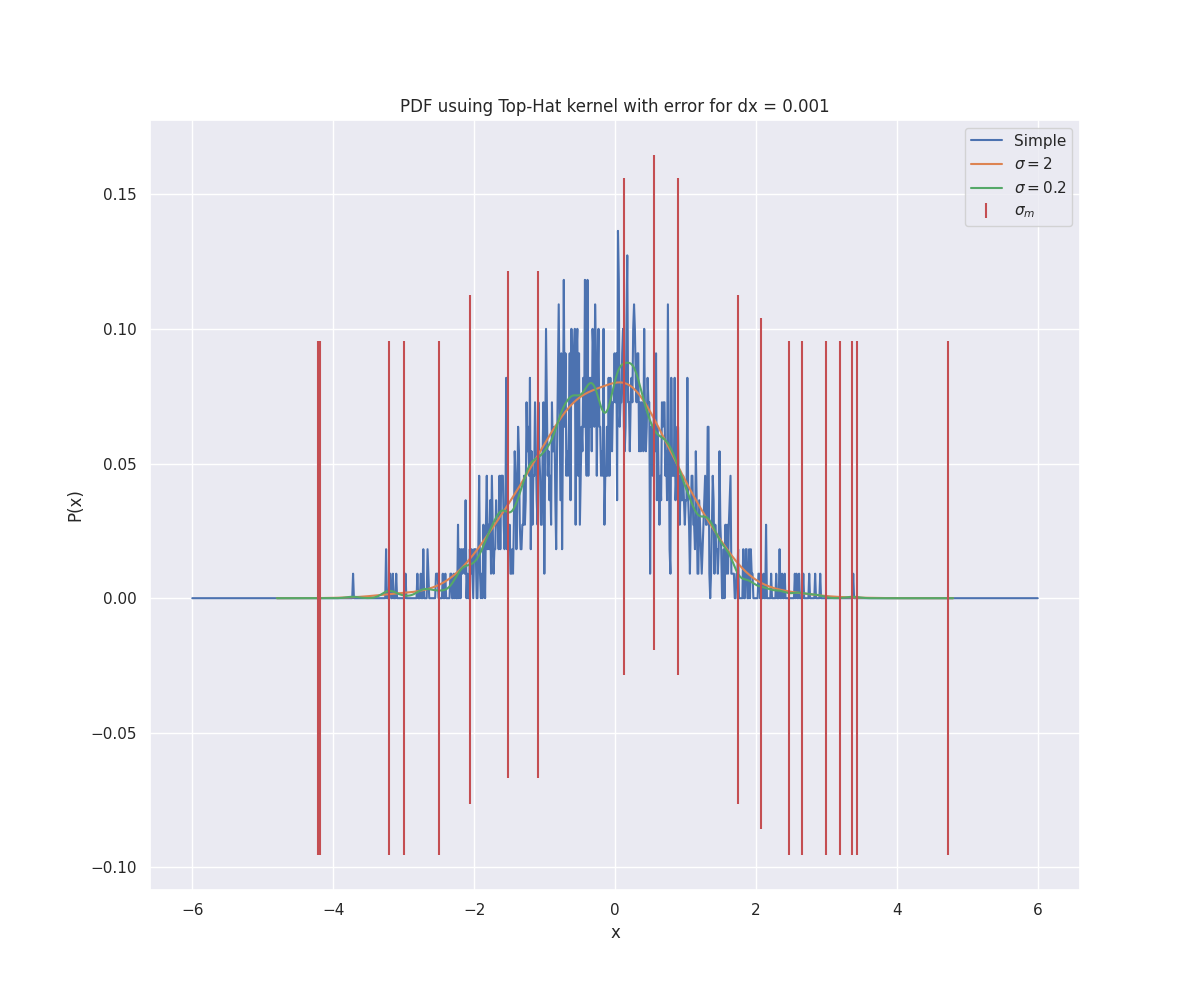 PDF usuing Top-Hat kernel with error for dx = 0.001
Simple
σ = 2
σ = 0.2
σₘ
P(x)
0.15
0.10
0.05
0.00
−0.05
−0.10
−6
−4
−2
0
2
4
6
x